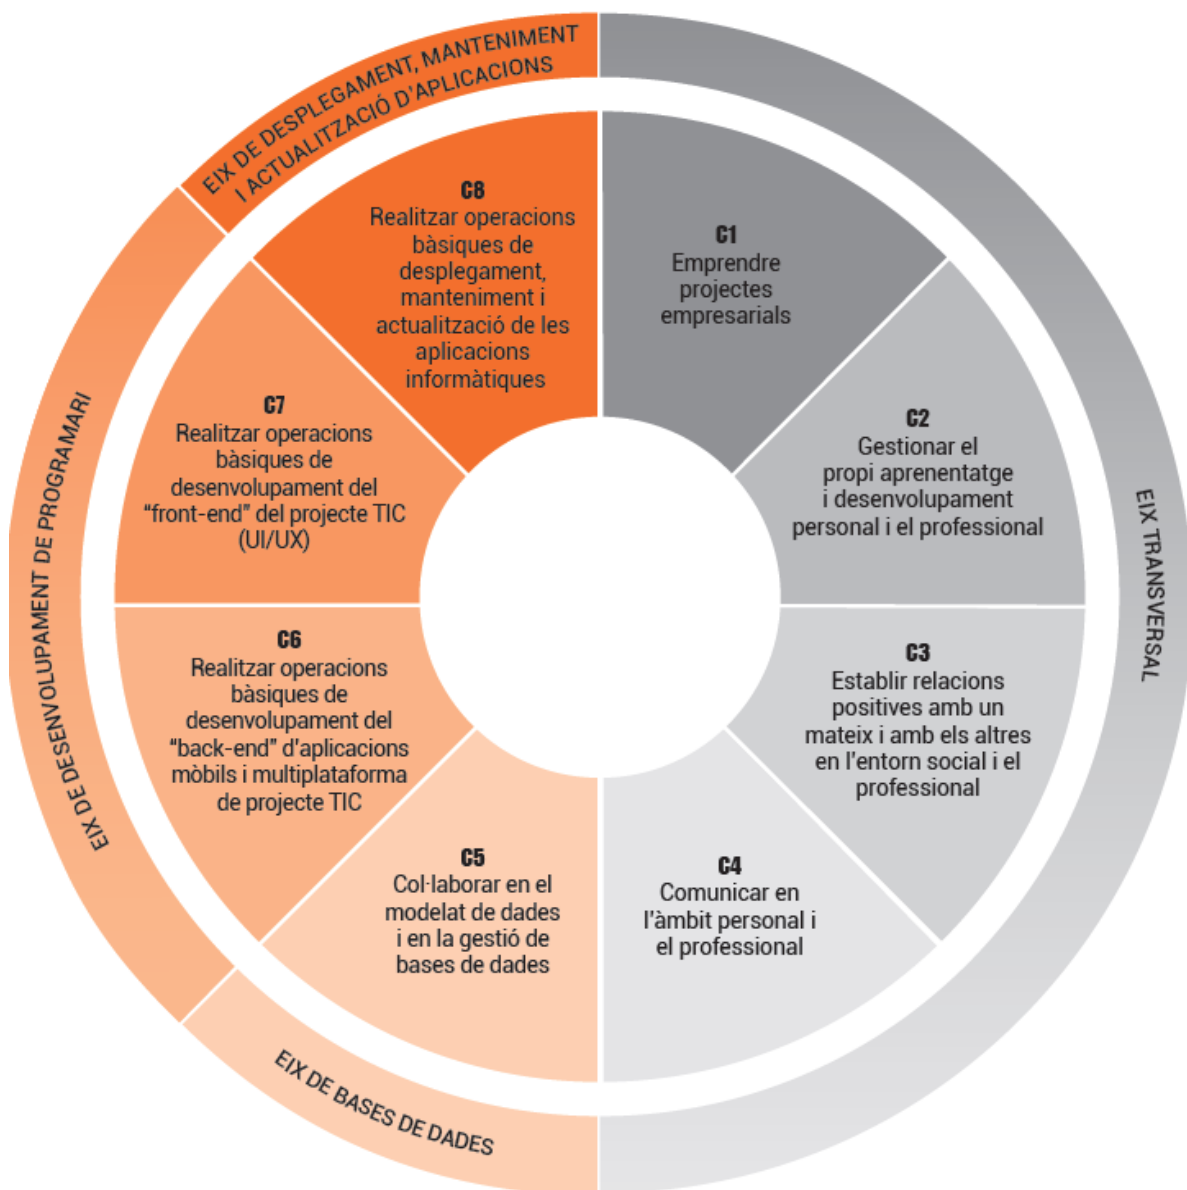 EIX DE DESPLEGAMENT, MANTENIMENT
I ACTUALITZACIÓ D'APLICACIONS
C8
Realitzar operacions
bàsiques de
desplegament,
manteniment i
actualització de les
aplicacions
informàtiques
C1
Emprendre
projectes
empresarials
C7
Realitzar operacions
bàsiques de
desenvolupament del
“front-end” del projecte TIC
(UI/UX)
C2
Gestionar el
propi aprenentatge
i desenvolupament
personal i el professional
EIX DE DESENVOLUPAMENT DE PROGRAMARI
EIX TRANSVERSAL
C6
Realitzar operacions
bàsiques de
desenvolupament del
“back-end” d'aplicacions
mòbils i multiplataforma
de projecte TIC
C3
Establir relacions
positives amb un
mateix i amb els altres
en l'entorn social i el
professional
C5
Col·laborar en el
modelat de dades
i en la gestió de
bases de dades
C4
Comunicar en
l'àmbit personal i
el professional
EIX DE BASES DE DADES